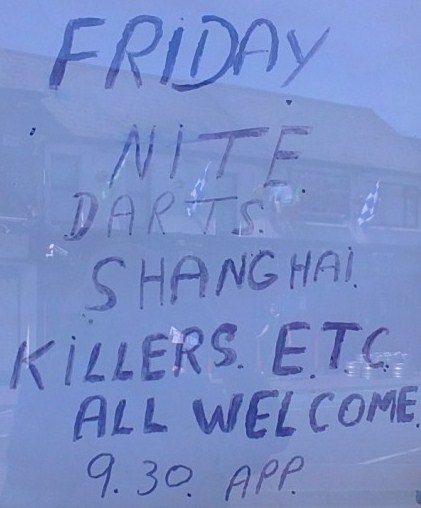 FRIDAY
NITE
DARTS.
SHANGHAI.
KILLERS. E.T.C.
ALL WELCOME.
9.30. APP.